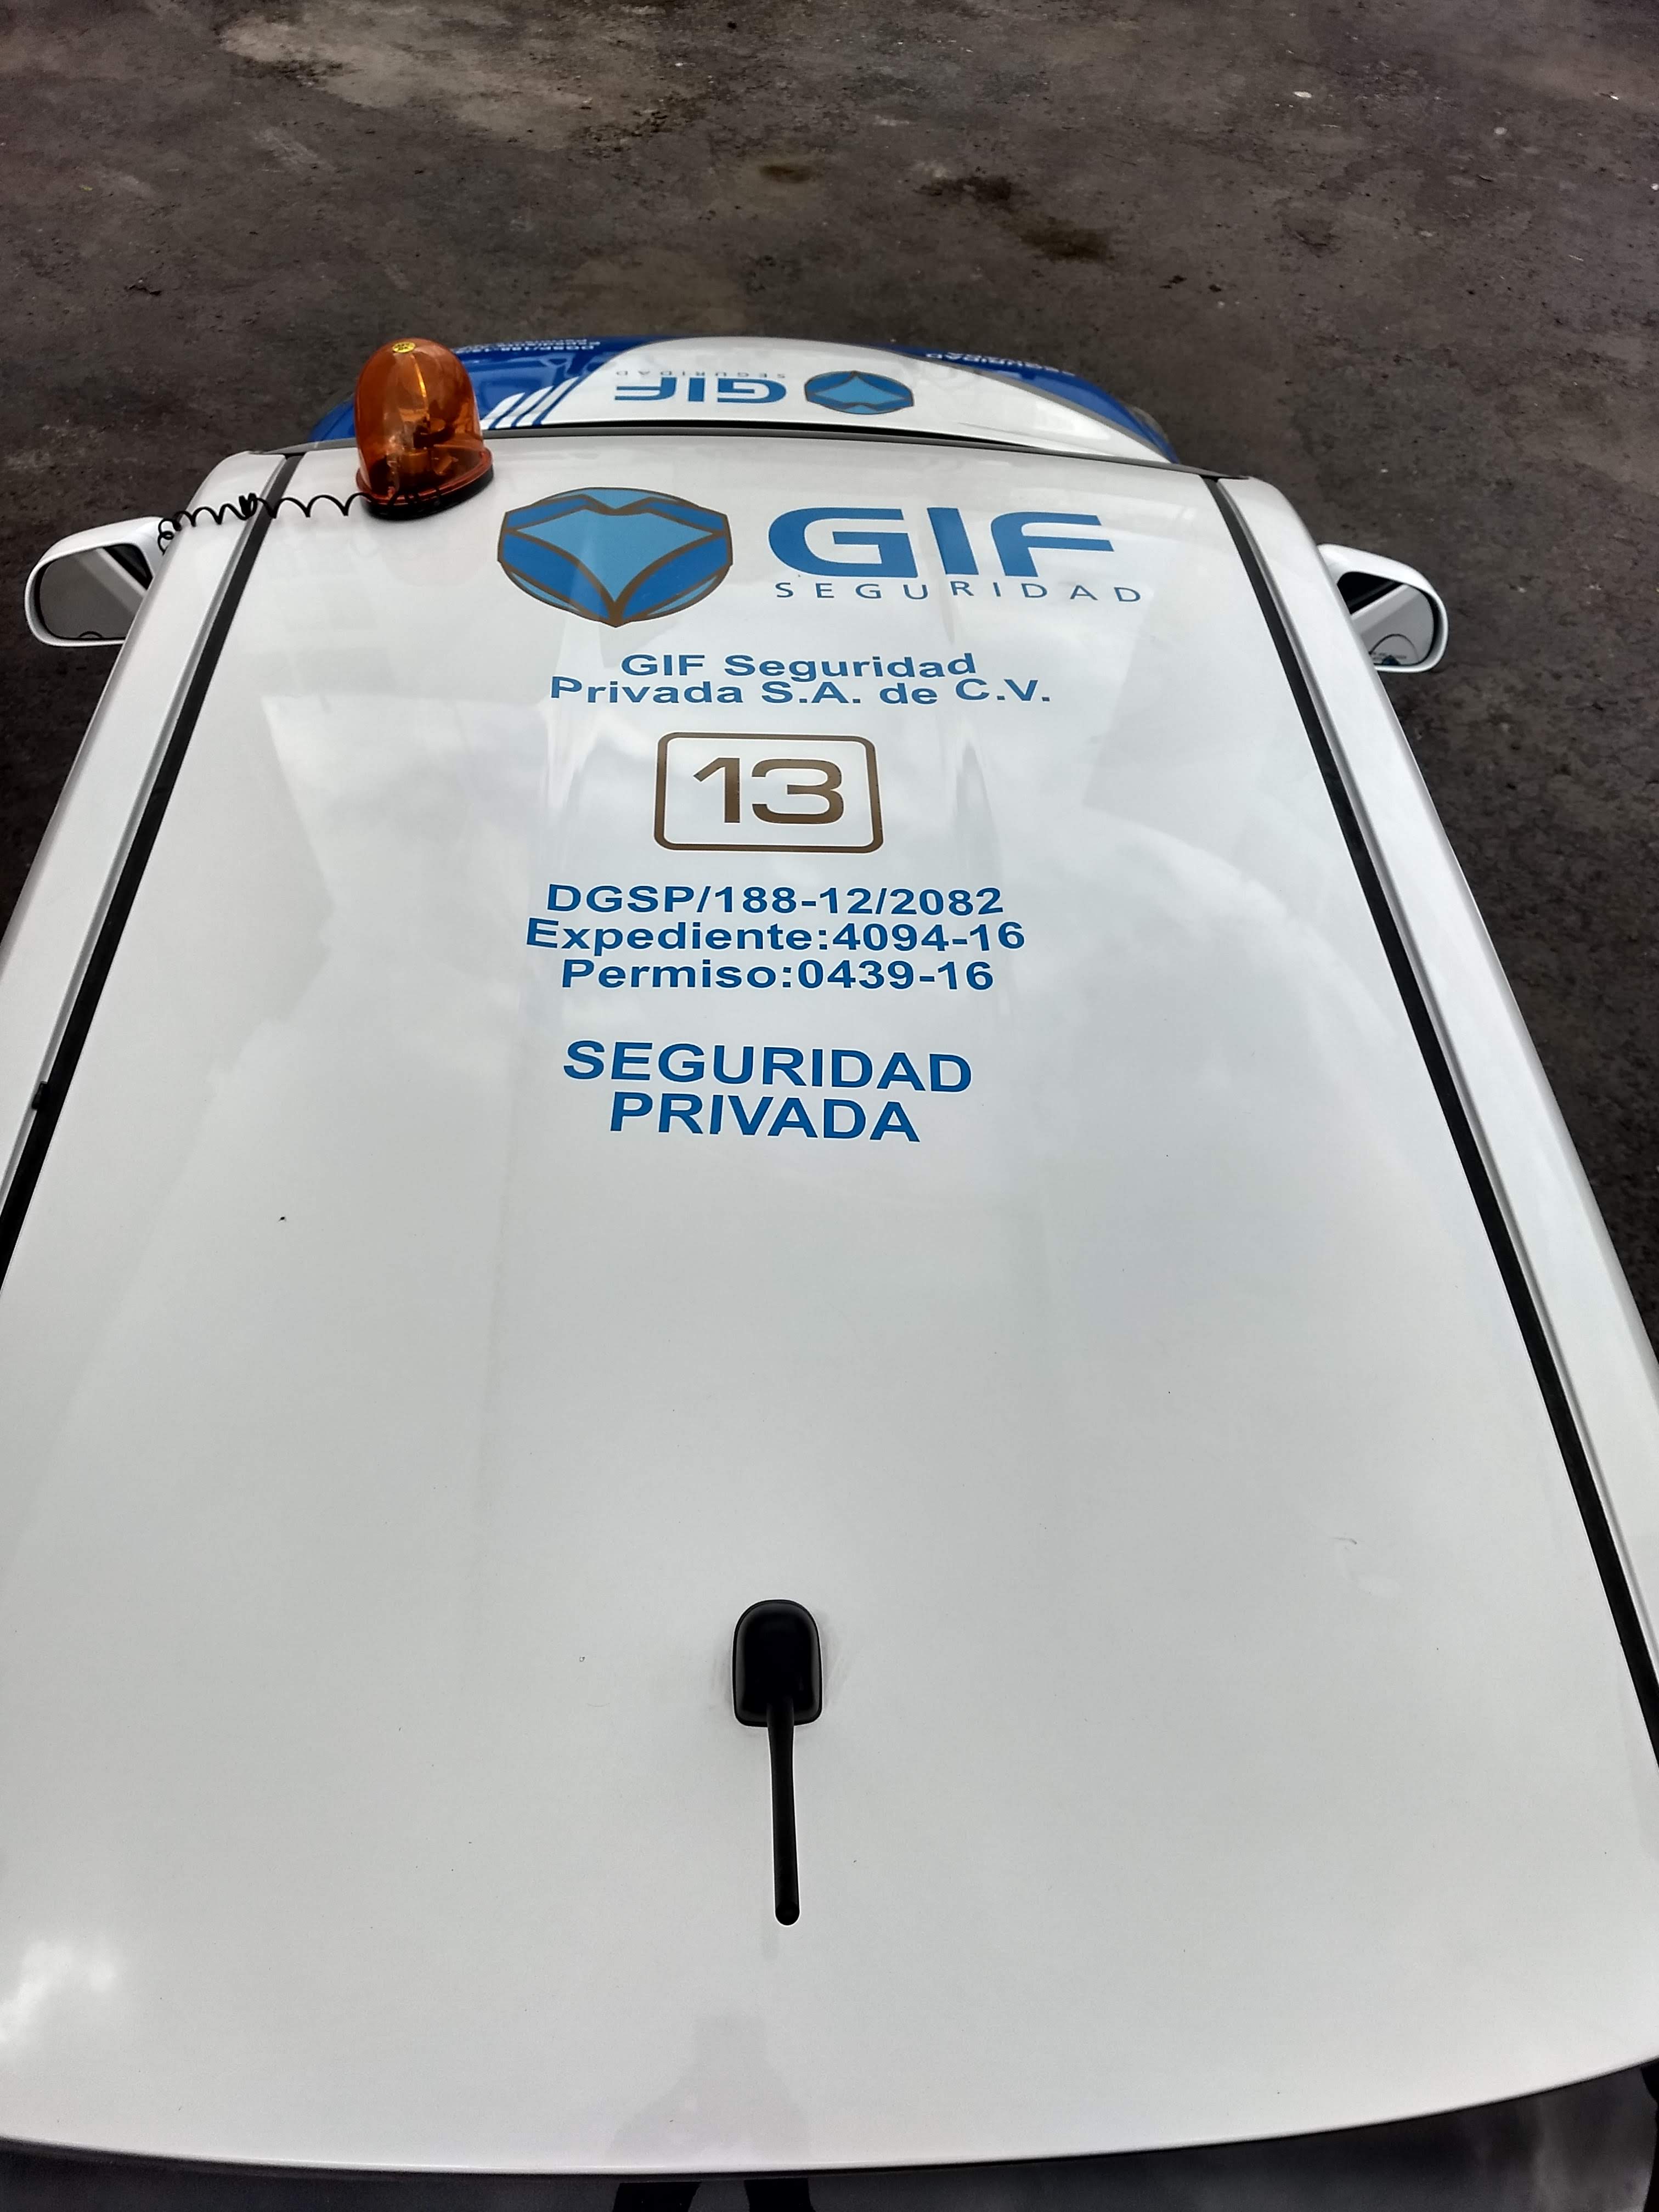 GIF
SEGURIDAD
GIF
SEGURIDAD
GIF Seguridad
Privada S.A. de C.V.
13
DGSP/188-12/2082
Expediente:4094-16
Permiso:0439-16
SEGURIDAD
PRIVADA